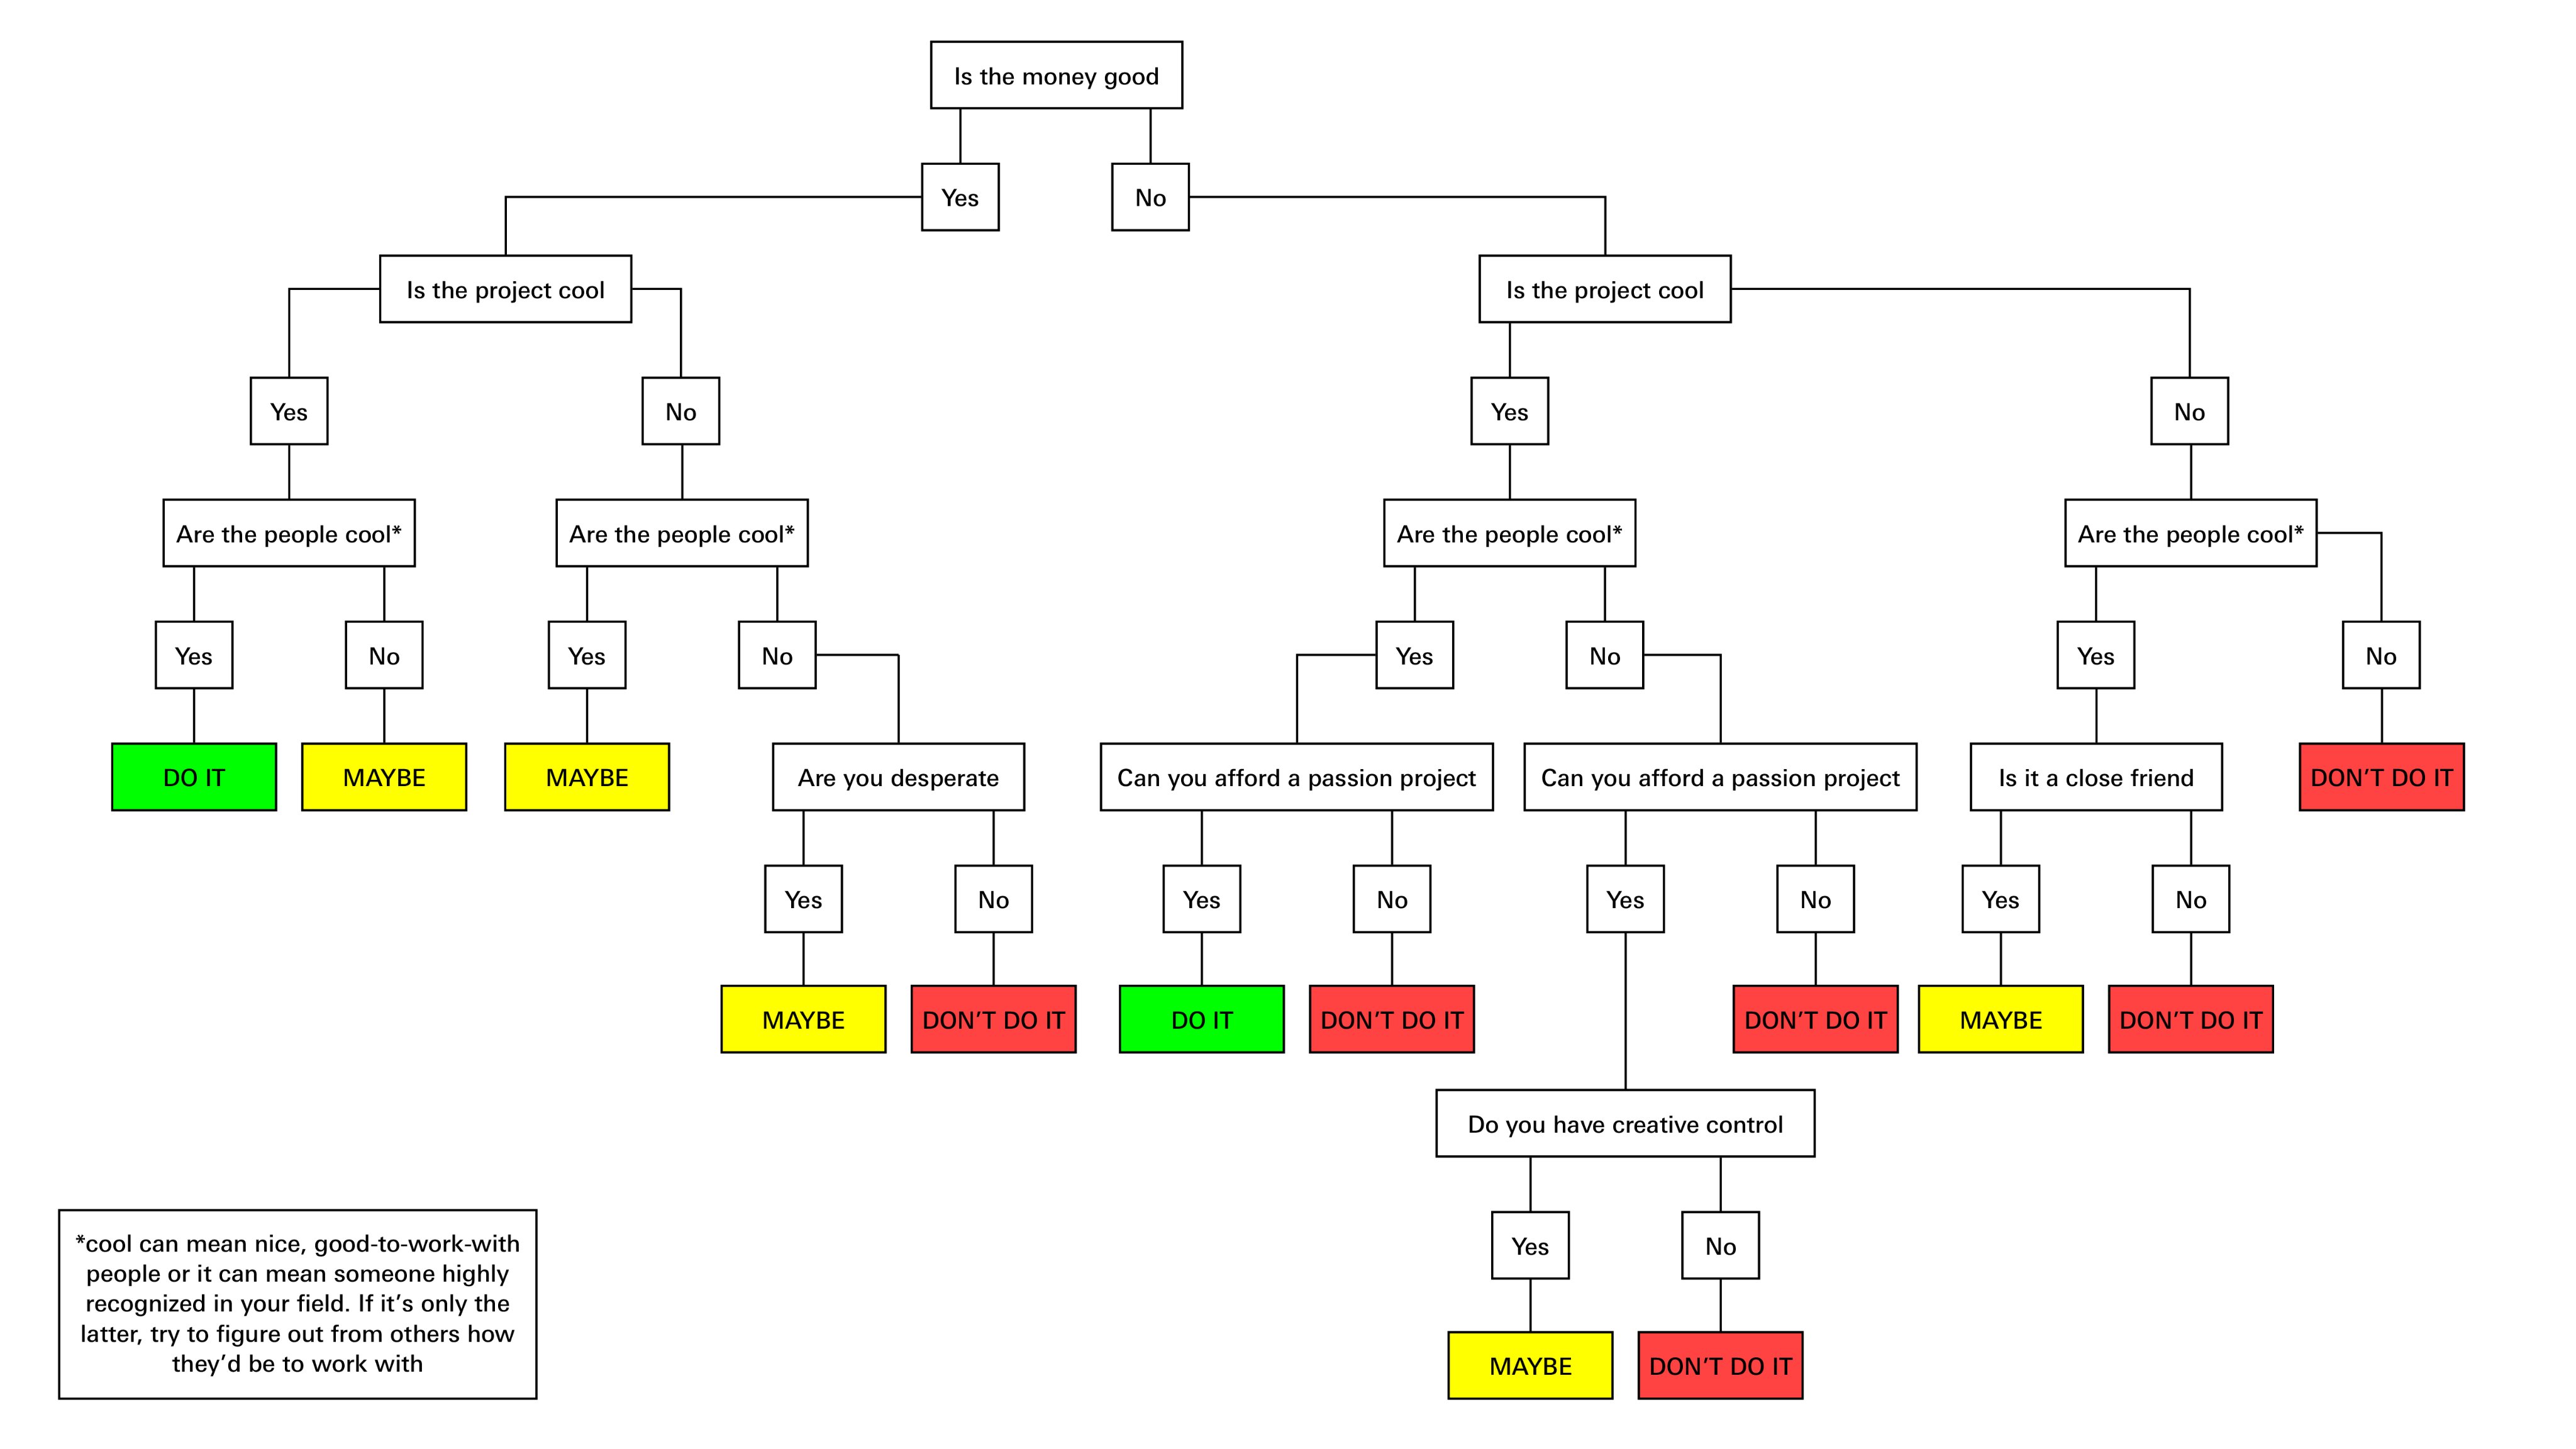 Is the money good
Yes
No
Is the project cool
Is the project cool
Yes
No
Yes
No
Are the people cool*
Are the people cool*
Are the people cool*
Are the people cool*
Yes
No
Yes
No
Yes
No
Yes
No
DO IT
MAYBE
MAYBE
Are you desperate
Can you afford a passion project
Can you afford a passion project
Is it a close friend
DON'T DO IT
Yes
No
Yes
No
Yes
No
Yes
No
MAYBE
DON'T DO IT
DO IT
DON'T DO IT
DON'T DO IT
MAYBE
DON'T DO IT
Do you have creative control
Yes
No
MAYBE
DON'T DO IT
*cool can mean nice, good-to-work-with
people or it can mean someone highly
recognized in your field. If it's only the
latter, try to figure out from others how
they'd be to work with